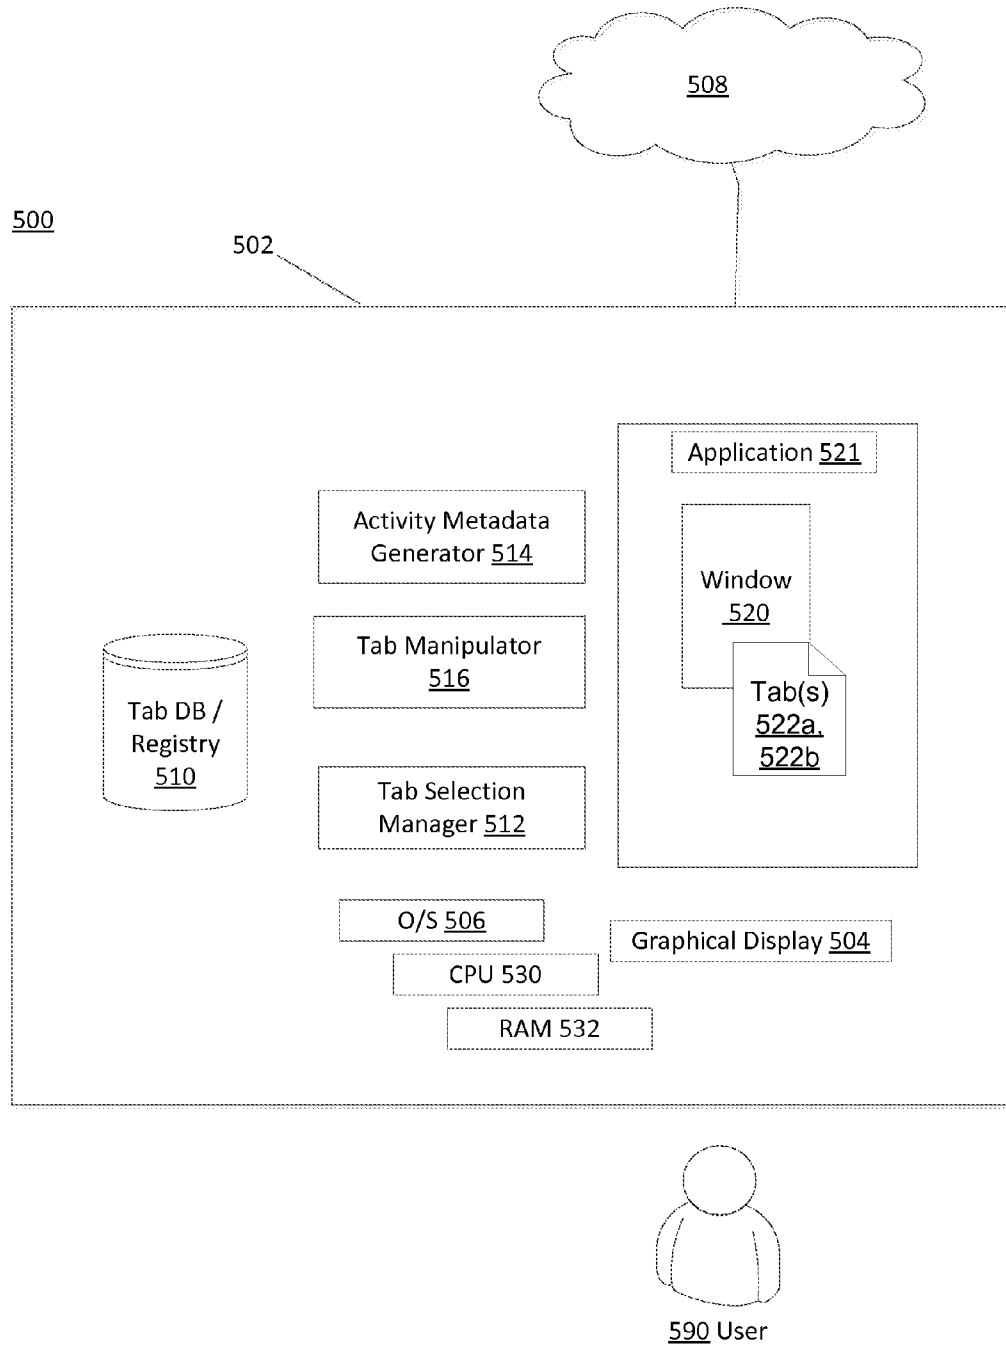 508
500
502
Application 521
Activity Metadata
Generator 514
Window
520
Tab Manipulator
516
Tab(s)
522a,
522b
Tab DB /
Registry
510
Tab Selection
Manager 512
O/S 506
Graphical Display 504
CPU 530
RAM 532
590 User